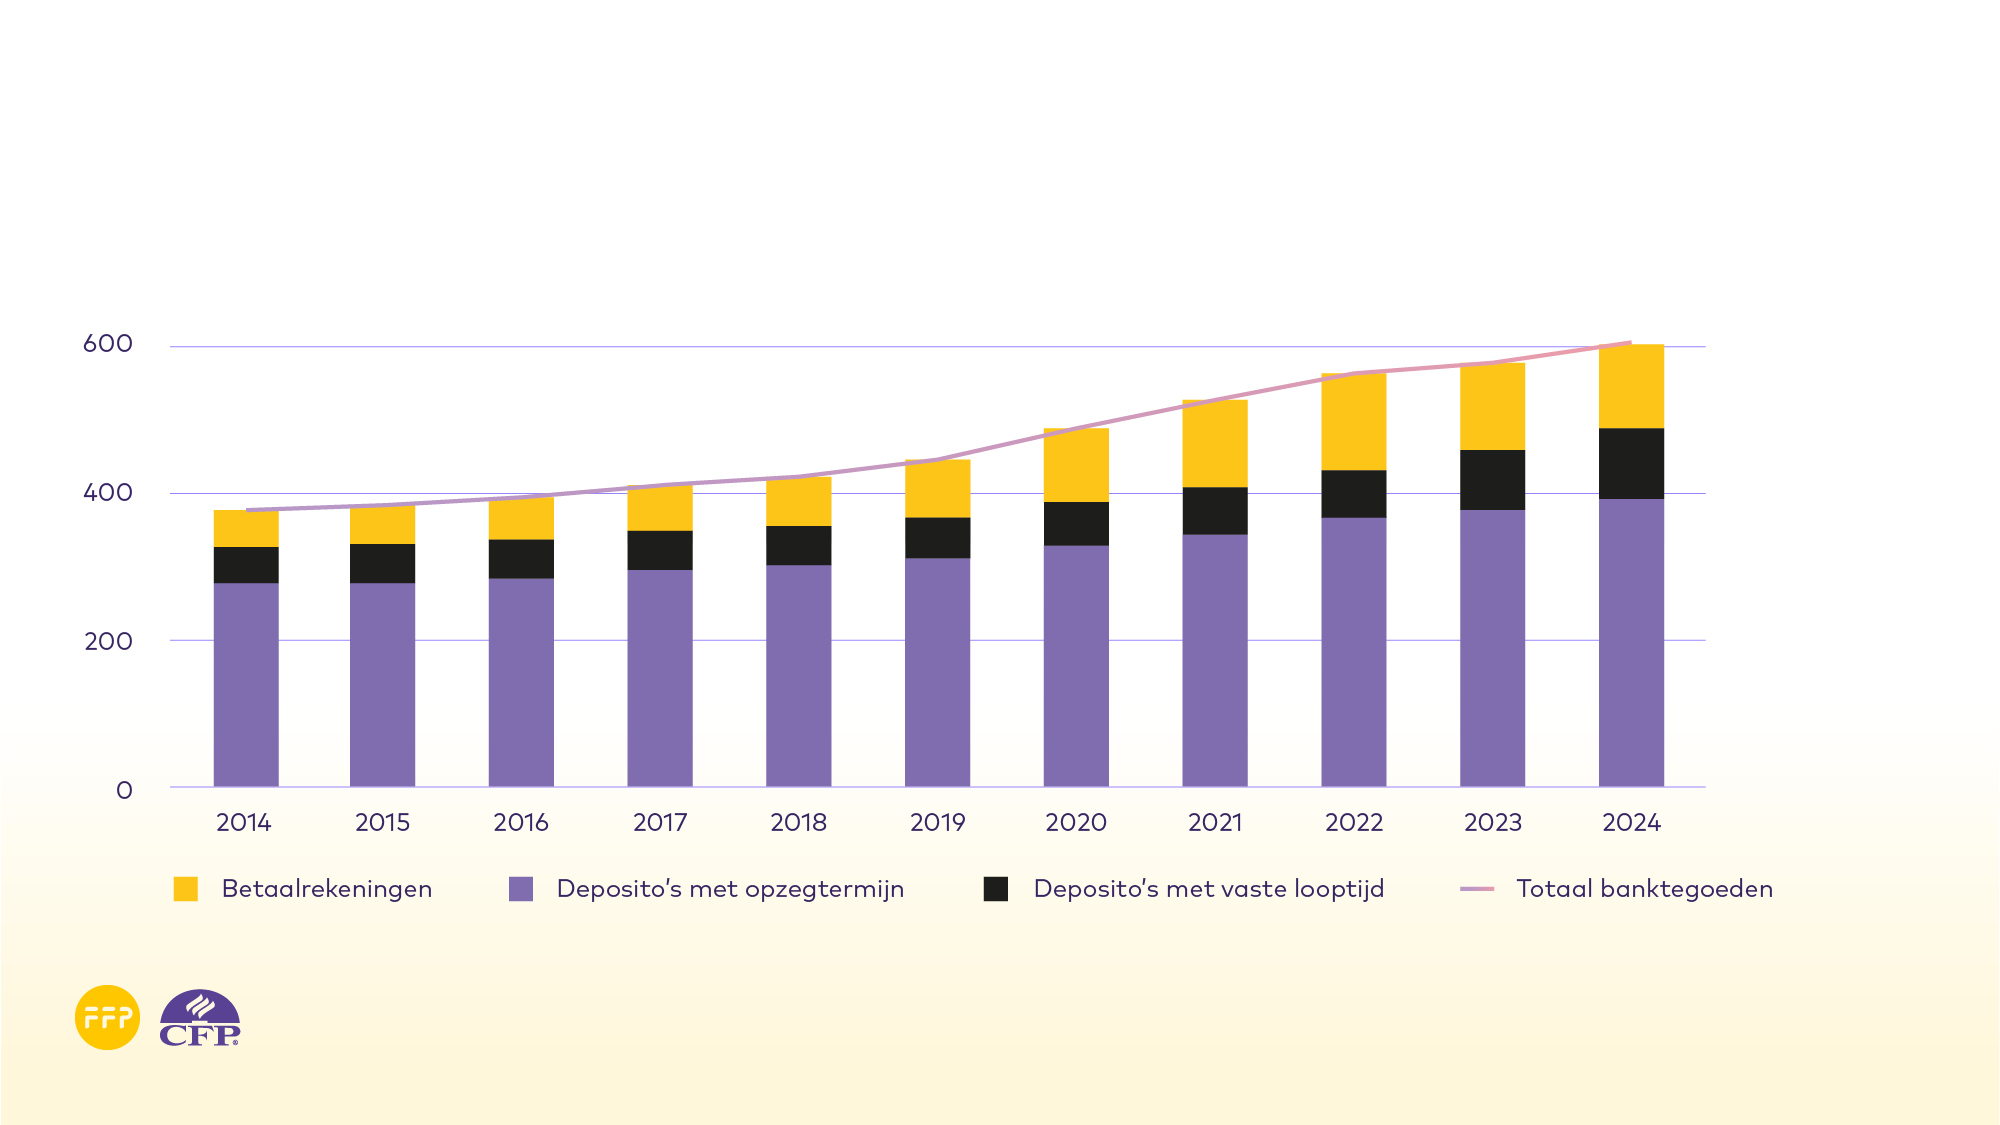 600
400
200
0
2014 2015 2016 2017 2018 2019 2020 2021 2022 2023 2024
Betaalrekeningen Deposito’s met opzegtermijn Deposito’s met vaste looptijd Totaal banktegoeden
FFP CFP®